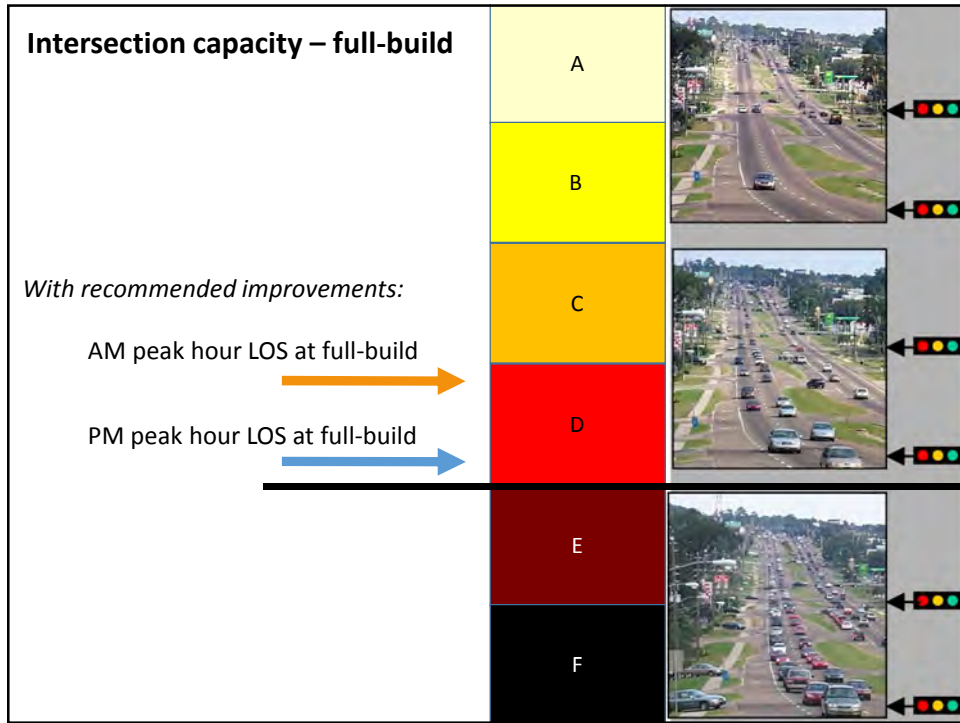 Intersection capacity – full-build
A
B
C
With recommended improvements:
AM peak hour LOS at full-build
D
PM peak hour LOS at full-build
E
F